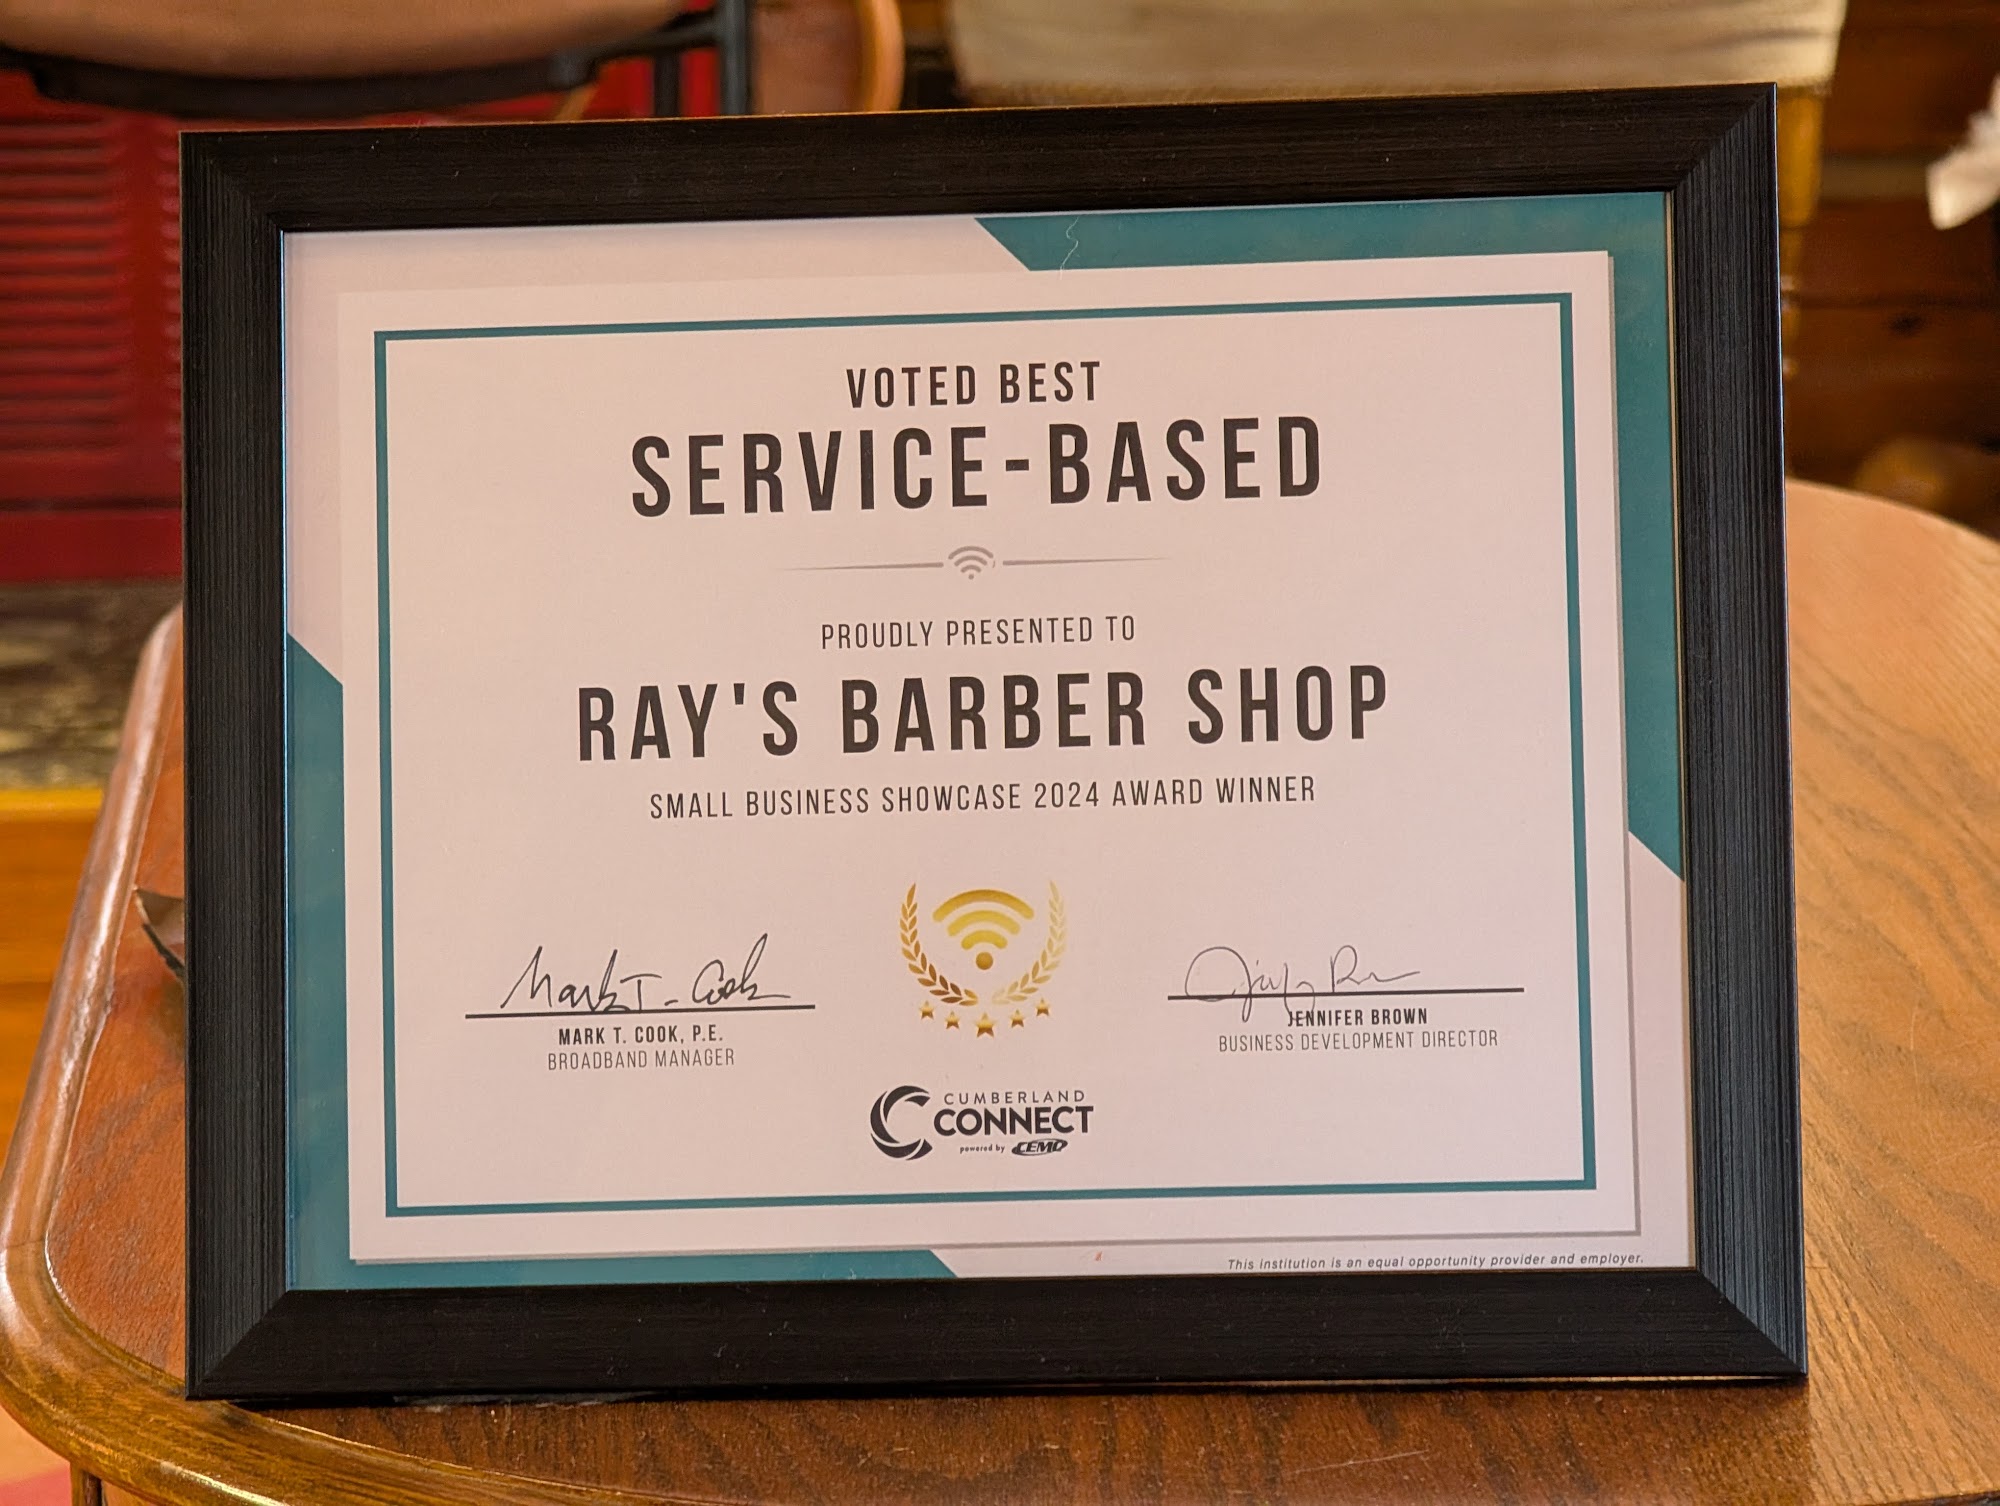 VOTED BEST
SERVICE-BASED
PROUDLY PRESENTED TO
RAY'S BARBER SHOP
SMALL BUSINESS SHOWCASE 2024 AWARD WINNER
Mark T. Cook
MARK T. COOK, P.E.
BROADBAND MANAGER
JENNIFER BROWN
BUSINESS DEVELOPMENT DIRECTOR
CUMBERLAND
CONNECT
powered by CEMC
This institution is an equal opportunity provider and employer.